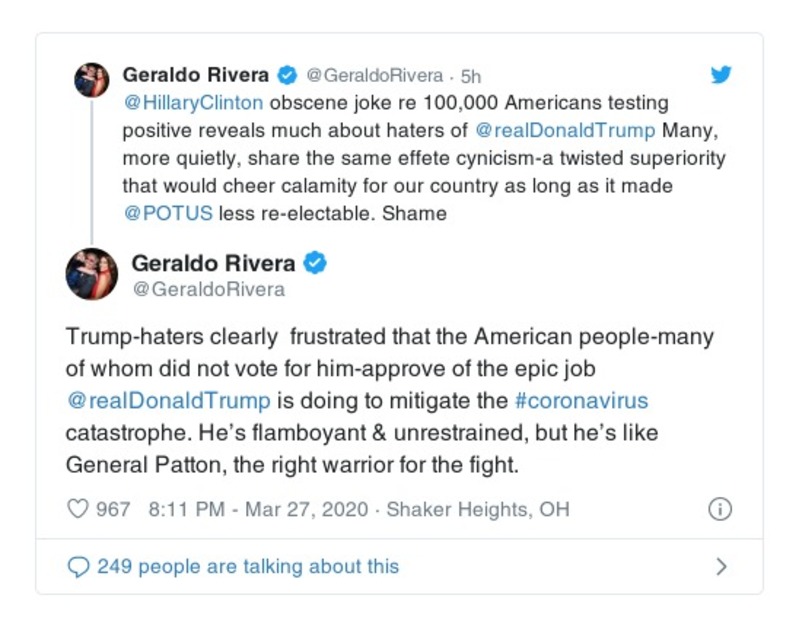 Geraldo Rivera @GeraldoRivera · 5h
@HillaryClinton obscene joke re 100,000 Americans testing
positive reveals much about haters of @realDonaldTrump Many,
more quietly, share the same effete cynicism-a twisted superiority
that would cheer calamity for our country as long as it made
@POTUS less re-electable. Shame
Geraldo Rivera
@GeraldoRivera
Trump-haters clearly  frustrated that the American people-many
of whom did not vote for him-approve of the epic job
@realDonaldTrump is doing to mitigate the #coronavirus
catastrophe. He’s flamboyant & unrestrained, but he’s like
General Patton, the right warrior for the fight.
967 8:11 PM - Mar 27, 2020 · Shaker Heights, OH
249 people are talking about this